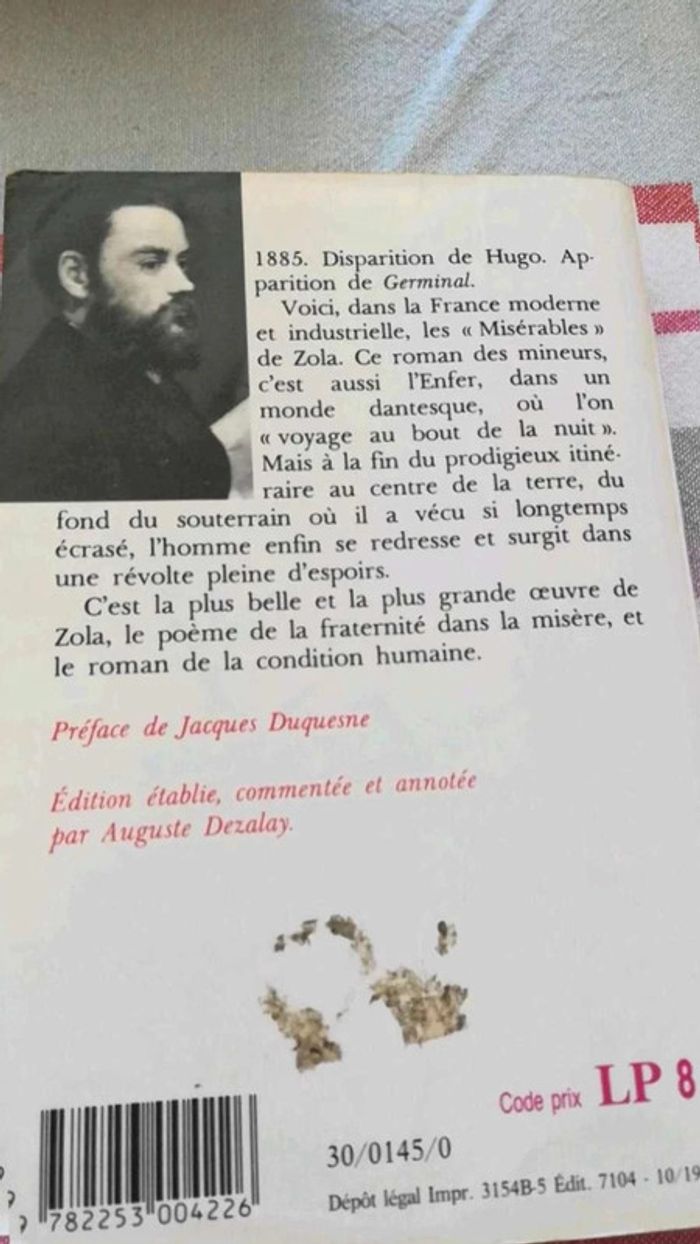 1885. Disparition de Hugo. Ap-
parition de Germinal.
Voici, dans la France moderne
et industrielle, les « Misérables »
de Zola. Ce roman des mineurs,
c'est aussi l'Enfer, dans un
monde dantesque, où l'on
« voyage au bout de la nuit ».
Mais à la fin du prodigieux itiné-
raire au centre de la terre, du
fond du souterrain où il a vécu si longtemps
écrasé, l'homme enfin se redresse et surgit dans
une révolte pleine d'espoirs.
C'est la plus belle et la plus grande œuvre de
Zola, le poème de la fraternité dans la misère, et
le roman de la condition humaine.
Préface de Jacques Duquesne
Édition établie, commentée et annotée
par Auguste Dezalay.
Code prix LP 8
30/0145/0
Dépôt légal Impr. 3154B-5 Édit. 7104 - 10/19
782253 004226